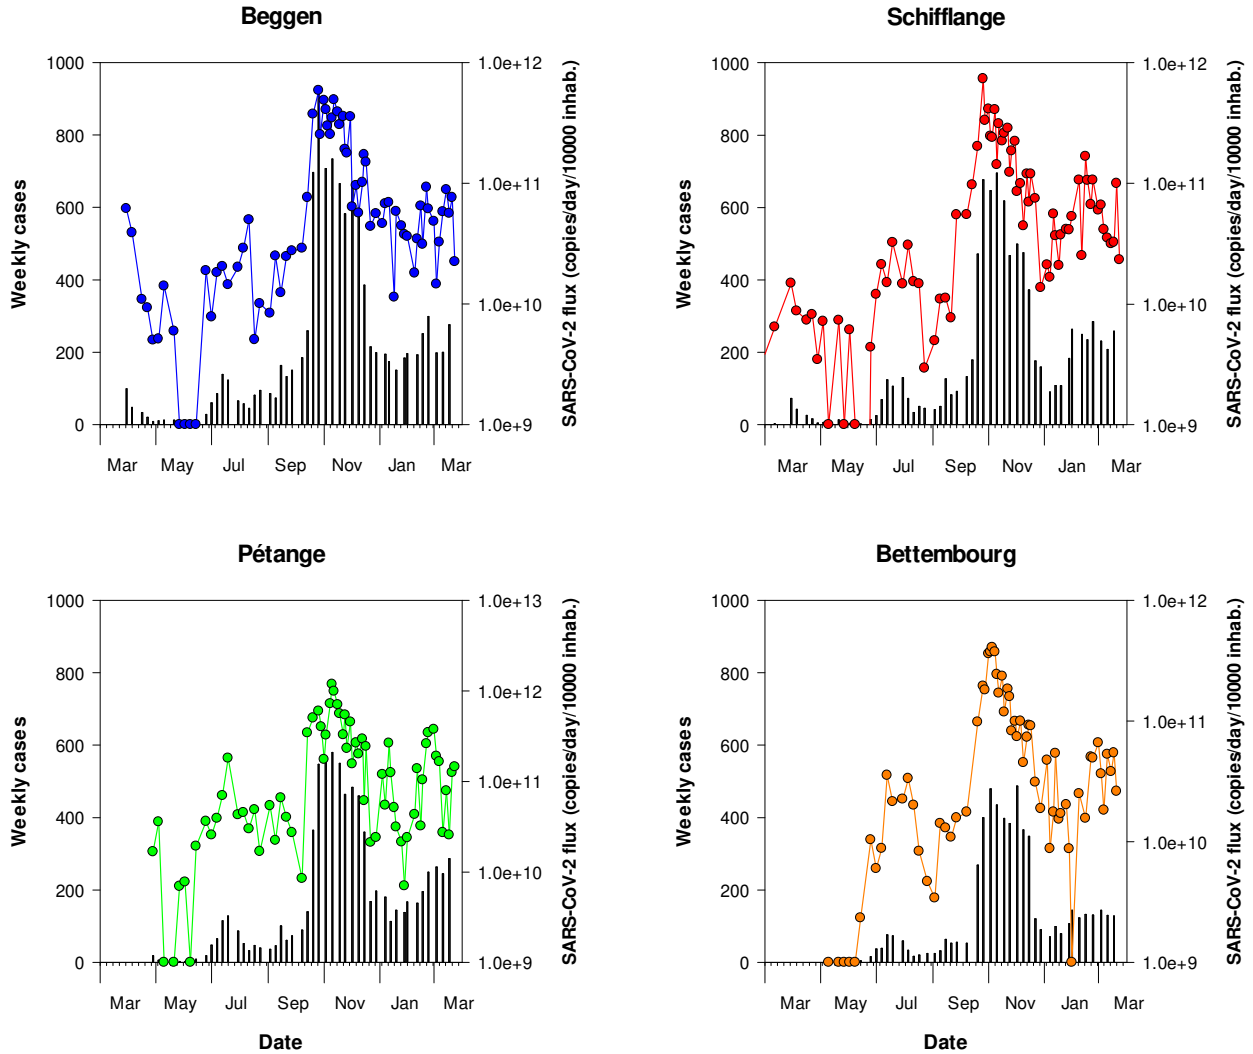 Beggen
Weekly cases
1000
800
600
400
200
0
1.0e+12
1.0e+11
1.0e+10
1.0e+9
SARS-CoV-2 flux (copies/day/10000 inhab.)
Mar May Jul Sep Nov Jan Mar
Schifflange
Weekly cases
1000
800
600
400
200
0
1.0e+12
1.0e+11
1.0e+10
1.0e+9
SARS-CoV-2 flux (copies/day/10000 inhab.)
Mar May Jul Sep Nov Jan Mar
Pétange
Weekly cases
1000
800
600
400
200
0
1.0e+13
1.0e+12
1.0e+11
1.0e+10
1.0e+9
SARS-CoV-2 flux (copies/day/10000 inhab.)
Mar May Jul Sep Nov Jan Mar
Date
Bettembourg
Weekly cases
1000
800
600
400
200
0
1.0e+12
1.0e+11
1.0e+10
1.0e+9
SARS-CoV-2 flux (copies/day/10000 inhab.)
Mar May Jul Sep Nov Jan Mar
Date